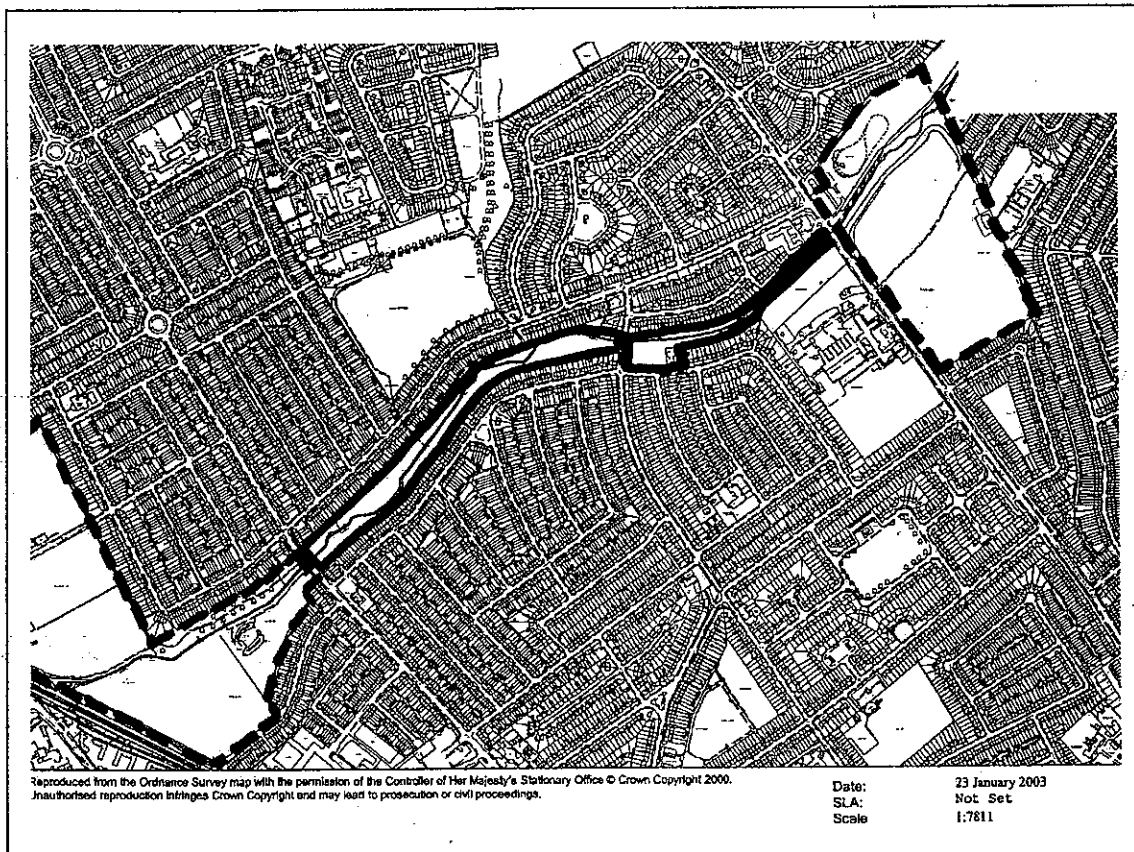 Reproduced from the Ordnance Survey map with the permission of the Controller of Her Majesty's Stationary Office © Crown Copyright 2000.
Unauthorised reproduction infringes Crown Copyright and may lead to prosecution or civil proceedings.
Date: 23 January 2003
SLA: Not Set
Scale 1:7811